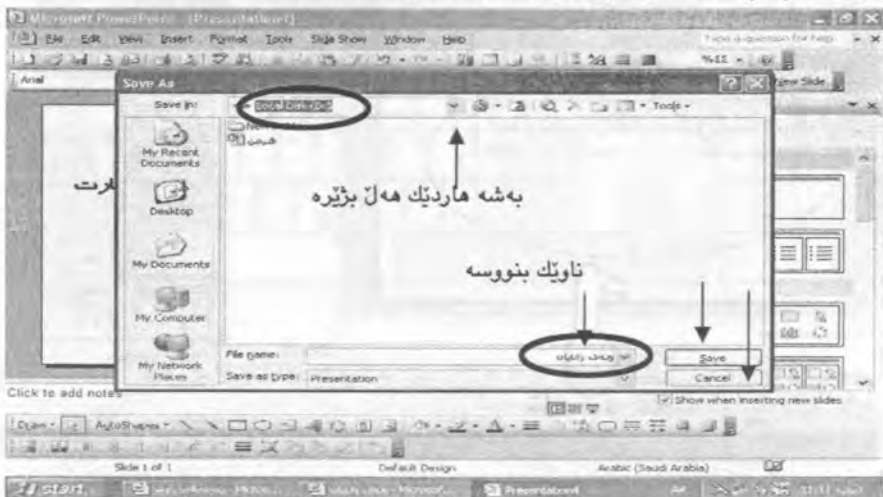 Microsoft PowerPoint - [Presentation1]
File Edit View Insert Format Tools Slide Show Window Help
Type a question for help
Arial
New Slide
Save As
Save in:
Local Disk (D:)
Tools
My Recent Documents
Desktop
My Documents
My Computer
My Network Places
بەشە هاردێك هەڵ بژێرە
ناوێك بنووسە
File name:
Save
Save as type: Presentation
Cancel
Click to add notes
Show when inserting new slides
Draw AutoShapes
Slide 1 of 1
Default Design
Arabic (Saudi Arabia)
start